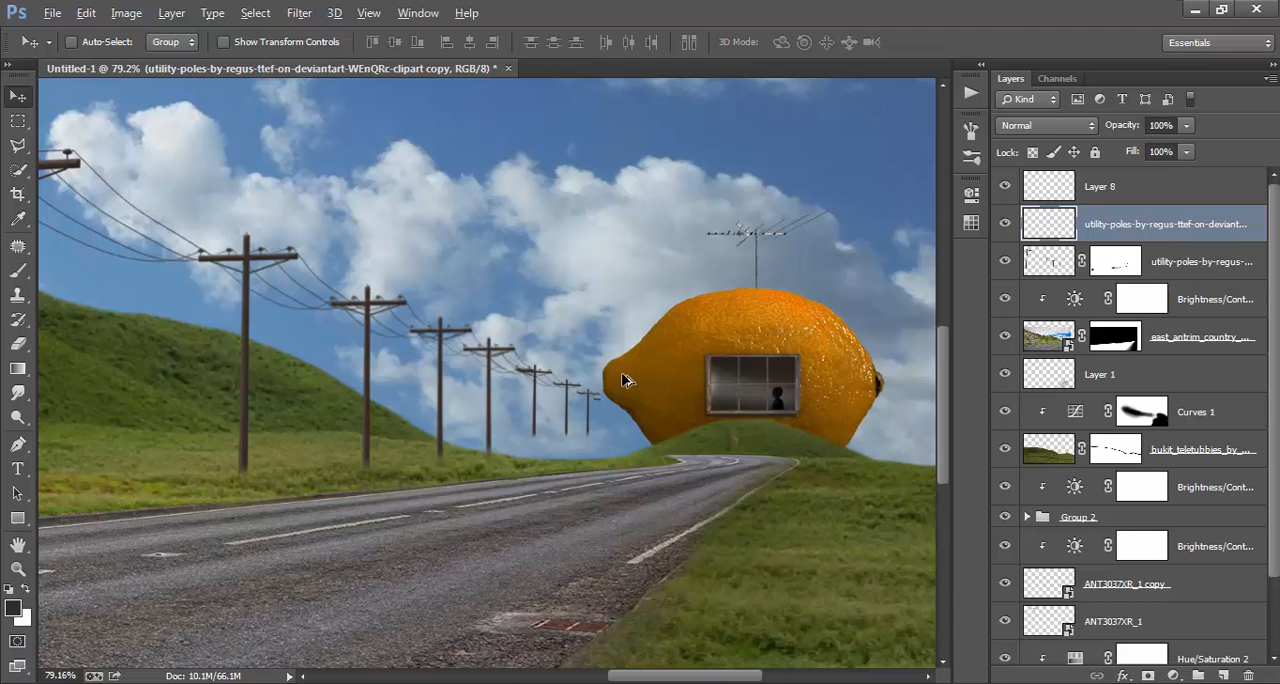 Ps File Edit Image Layer Type Select Filter 3D View Window Help
Auto-Select: Group Show Transform Controls 3D Mode: Essentials
Untitled-1 @ 79.2% (utility-poles-by-regus-ttef-on-deviantart-WEnQRc-clipart copy, RGB/8) * ×
Layers Channels
Kind
Normal Opacity: 100%
Lock: Fill: 100%
Layer 8
utility-poles-by-regus-ttef-on-deviant...
utility-poles-by-regus-...
Brightness/Cont...
east_antrim_country_...
Layer 1
Curves 1
bukit_teletubbies_by_...
Brightness/Cont...
Group 2
Brightness/Cont...
ANT3037XR_1 copy
ANT3037XR_1
Hue/Saturation 2
79.16% Doc: 10.1M/66.1M